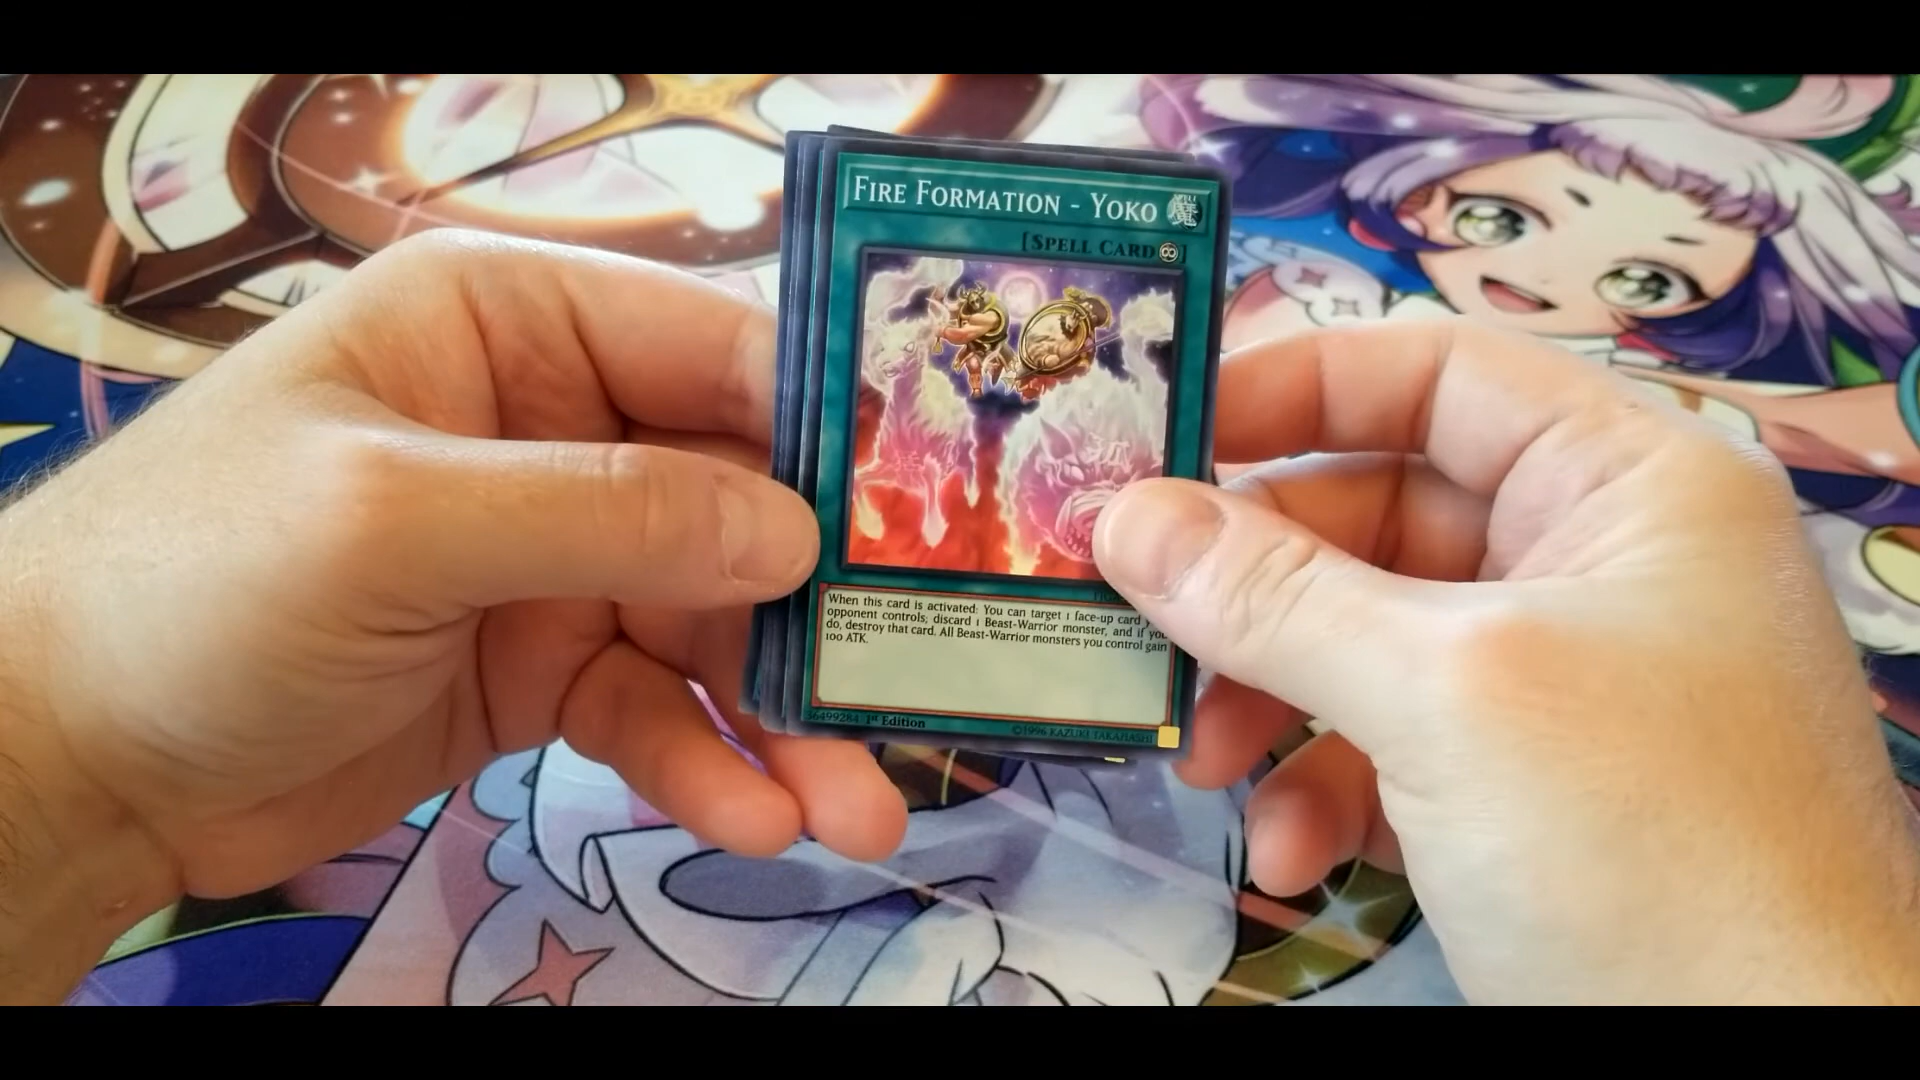 FIRE FORMATION - YOKO 魔
[SPELL CARD ]
When this card is activated: You can target 1 face-up card
opponent controls; discard 1 Beast-Warrior monster, and if you
do, destroy that card. All Beast-Warrior monsters you control gain
100 ATK.
36499284 1st Edition
©1996 KAZUKI TAKAHASHI